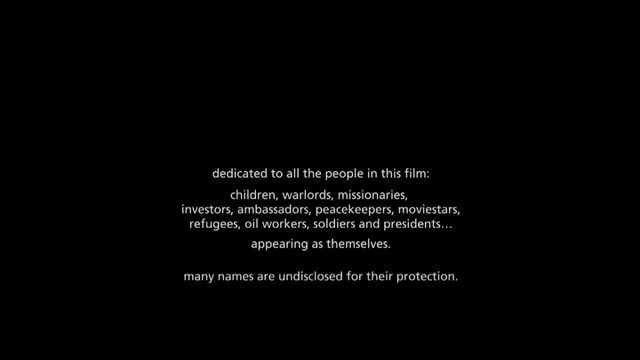 dedicated to all the people in this film:
children, warlords, missionaries,
investors, ambassadors, peacekeepers, moviestars,
refugees, oil workers, soldiers and presidents...
appearing as themselves.
many names are undisclosed for their protection.